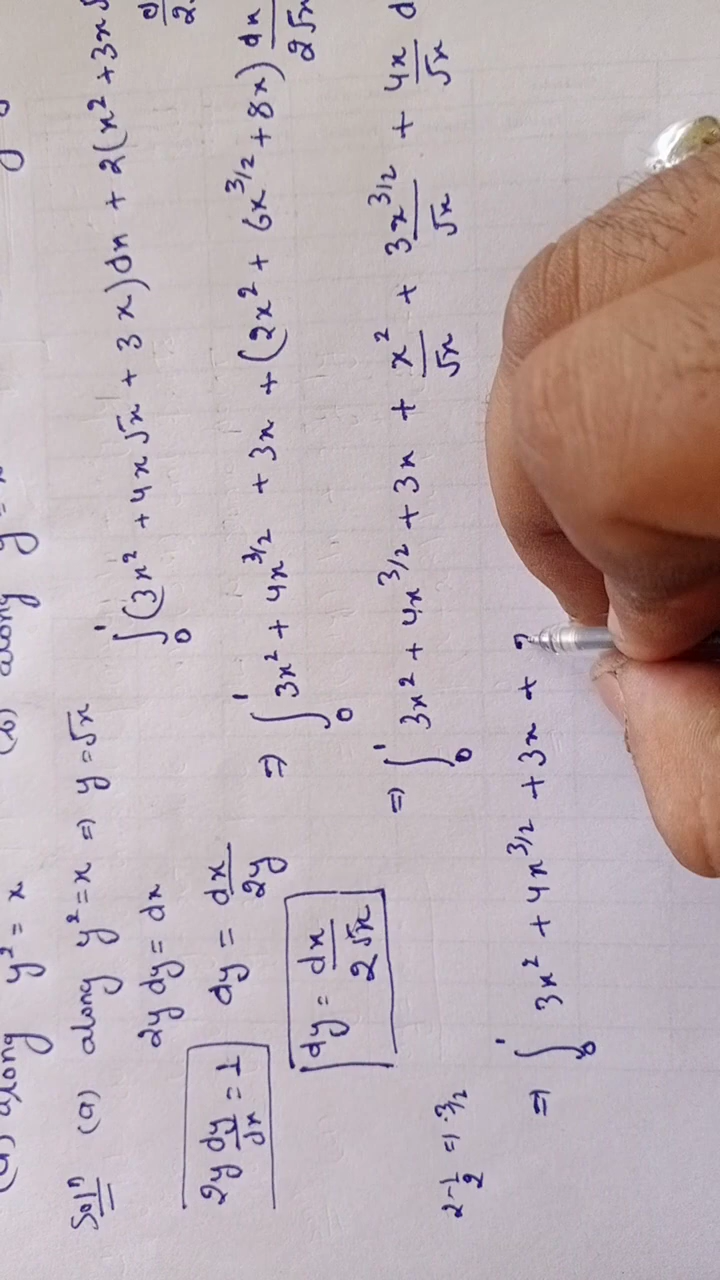 along y² = x (b) along y = x
Solⁿ (a) along y² = x ⇒ y = √x
2y dy = dx
2y dy/dx = 1
dy = dx/2y
dy = dx/2√x
∫₀¹ (3x² + 4x√x + 3x) dx + 2(x² + 3x√
⇒ ∫₀¹ 3x² + 4x^3/2 + 3x + (2x² + 6x^3/2 + 8x) dx/2√x
⇒ ∫₀¹ 3x² + 4x^3/2 + 3x + x²/√x + 3x^3/2/√x + 4x/√x d
2 - 1/2 = 3/2
⇒ ∫₀¹ 3x² + 4x^3/2 + 3x +